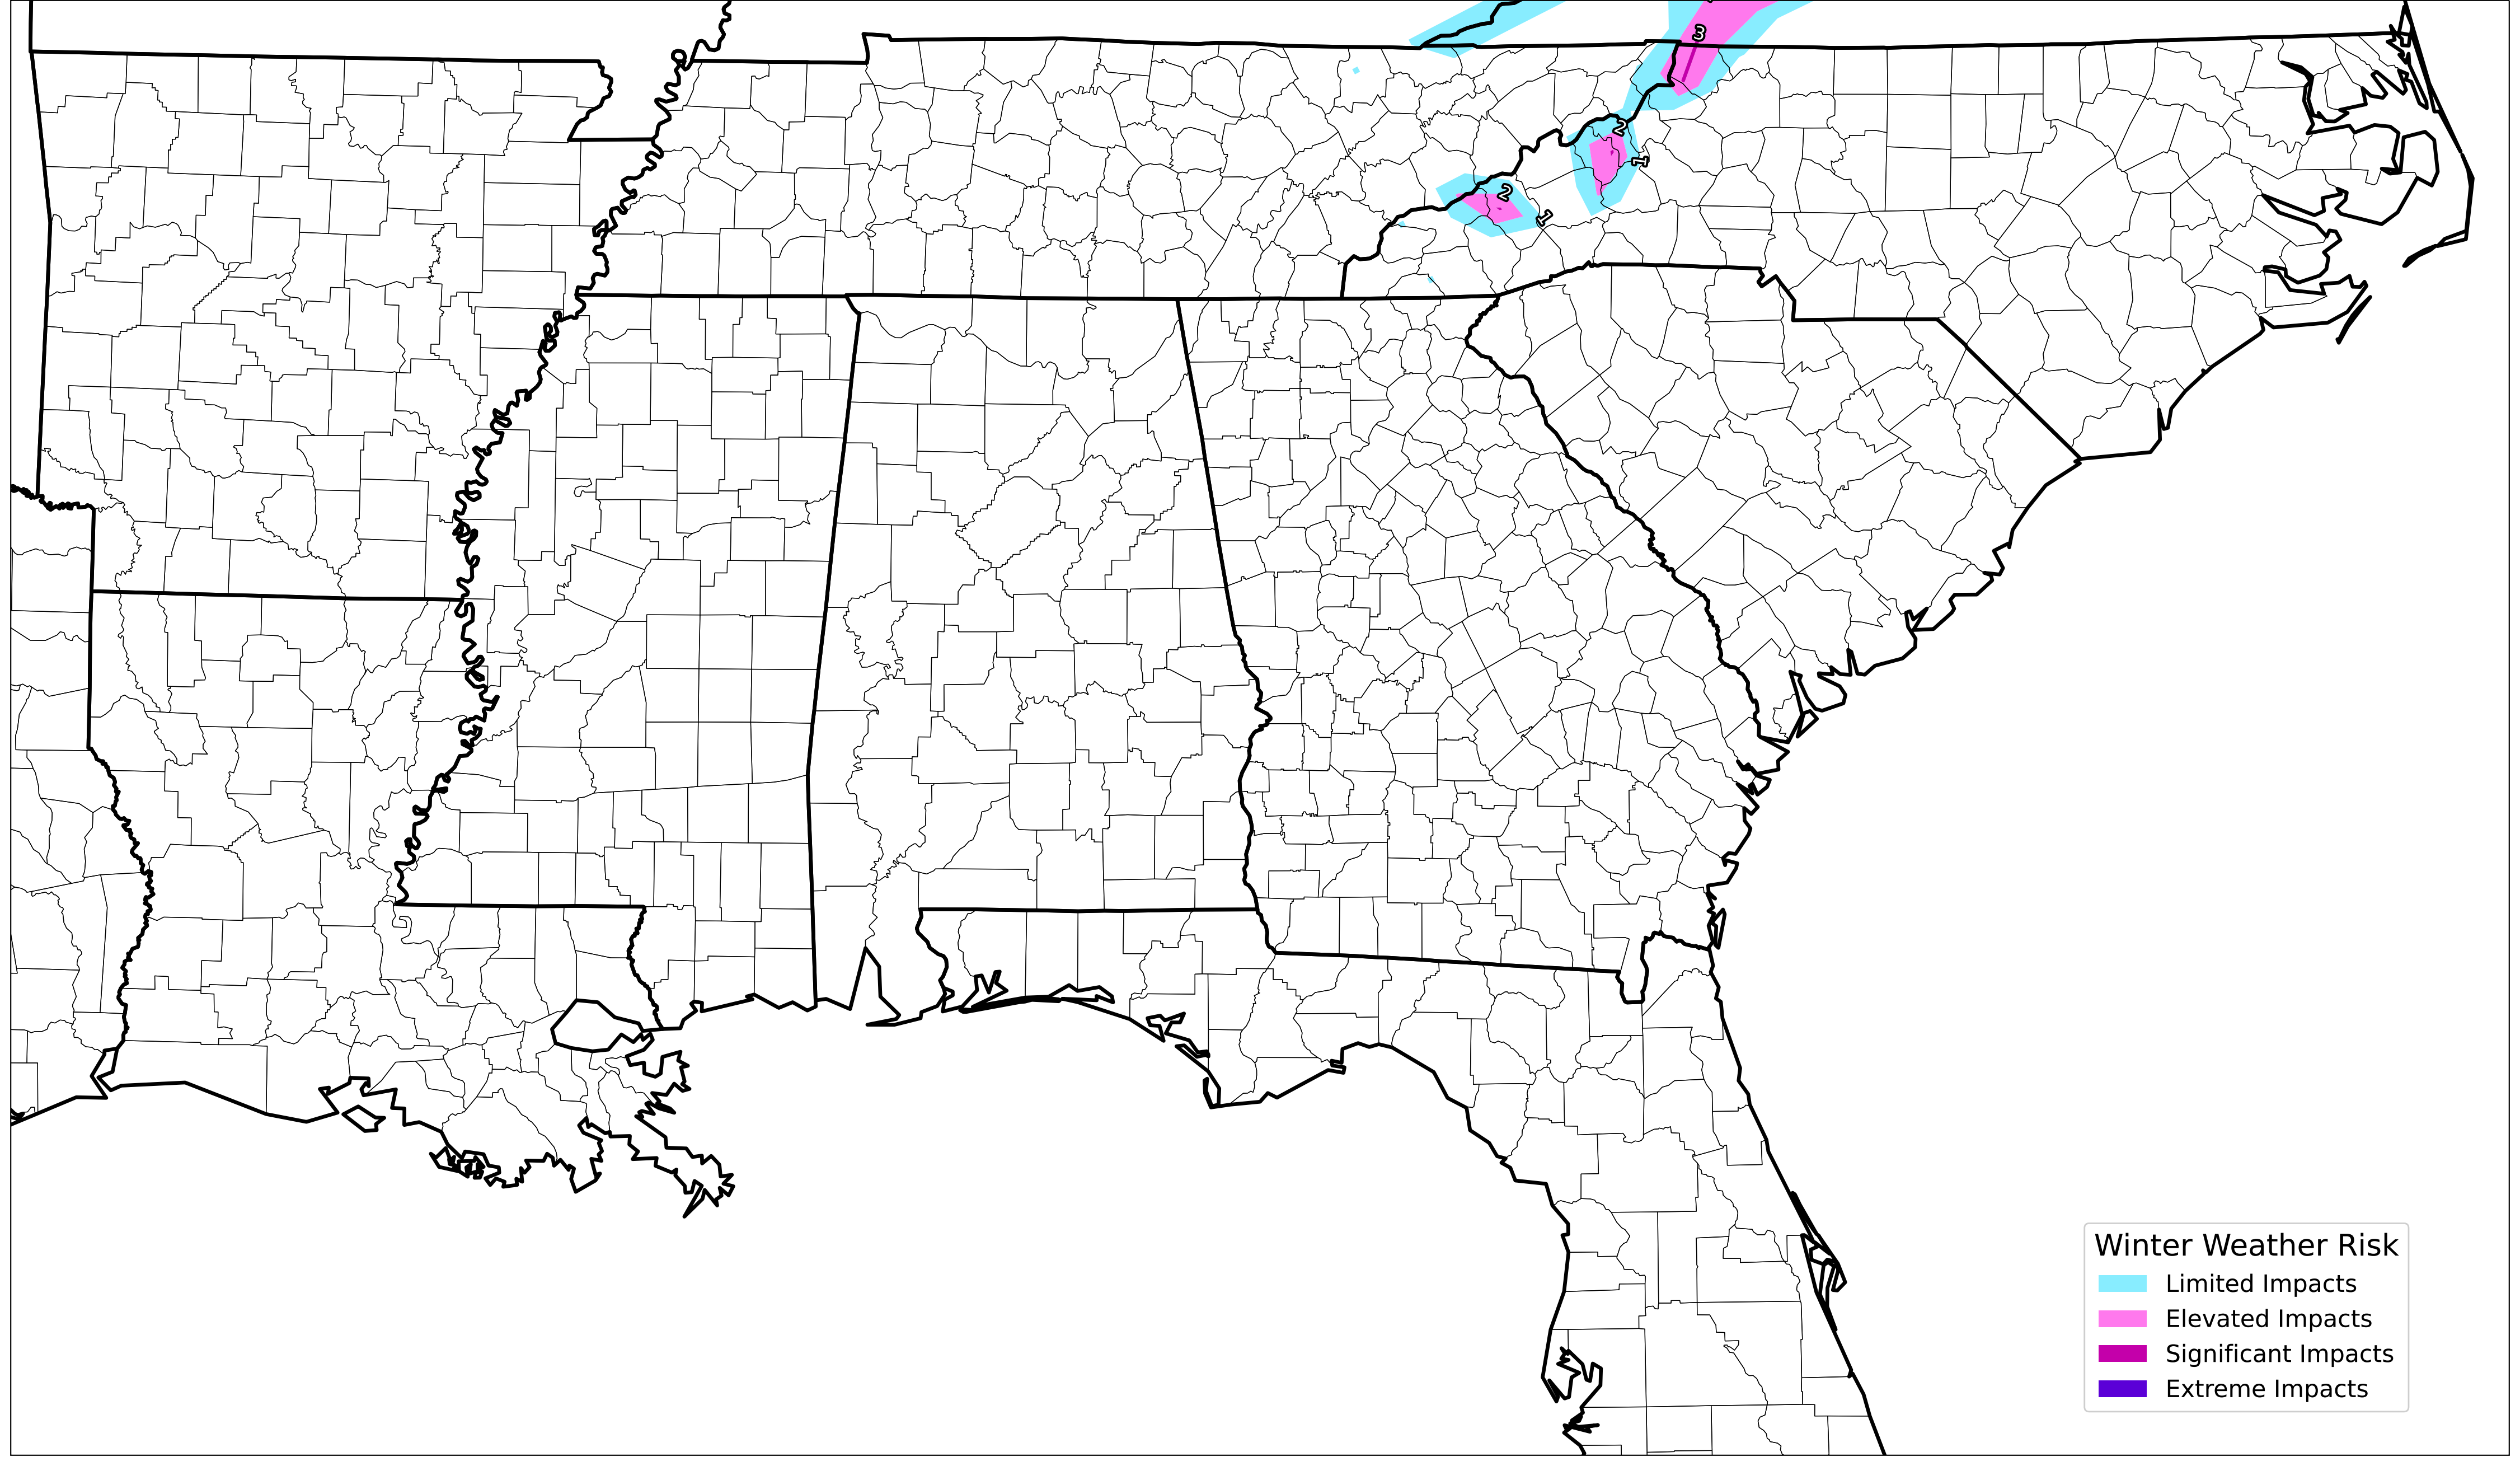 3
2
1
2
1
Winter Weather Risk
Limited Impacts
Elevated Impacts
Significant Impacts
Extreme Impacts